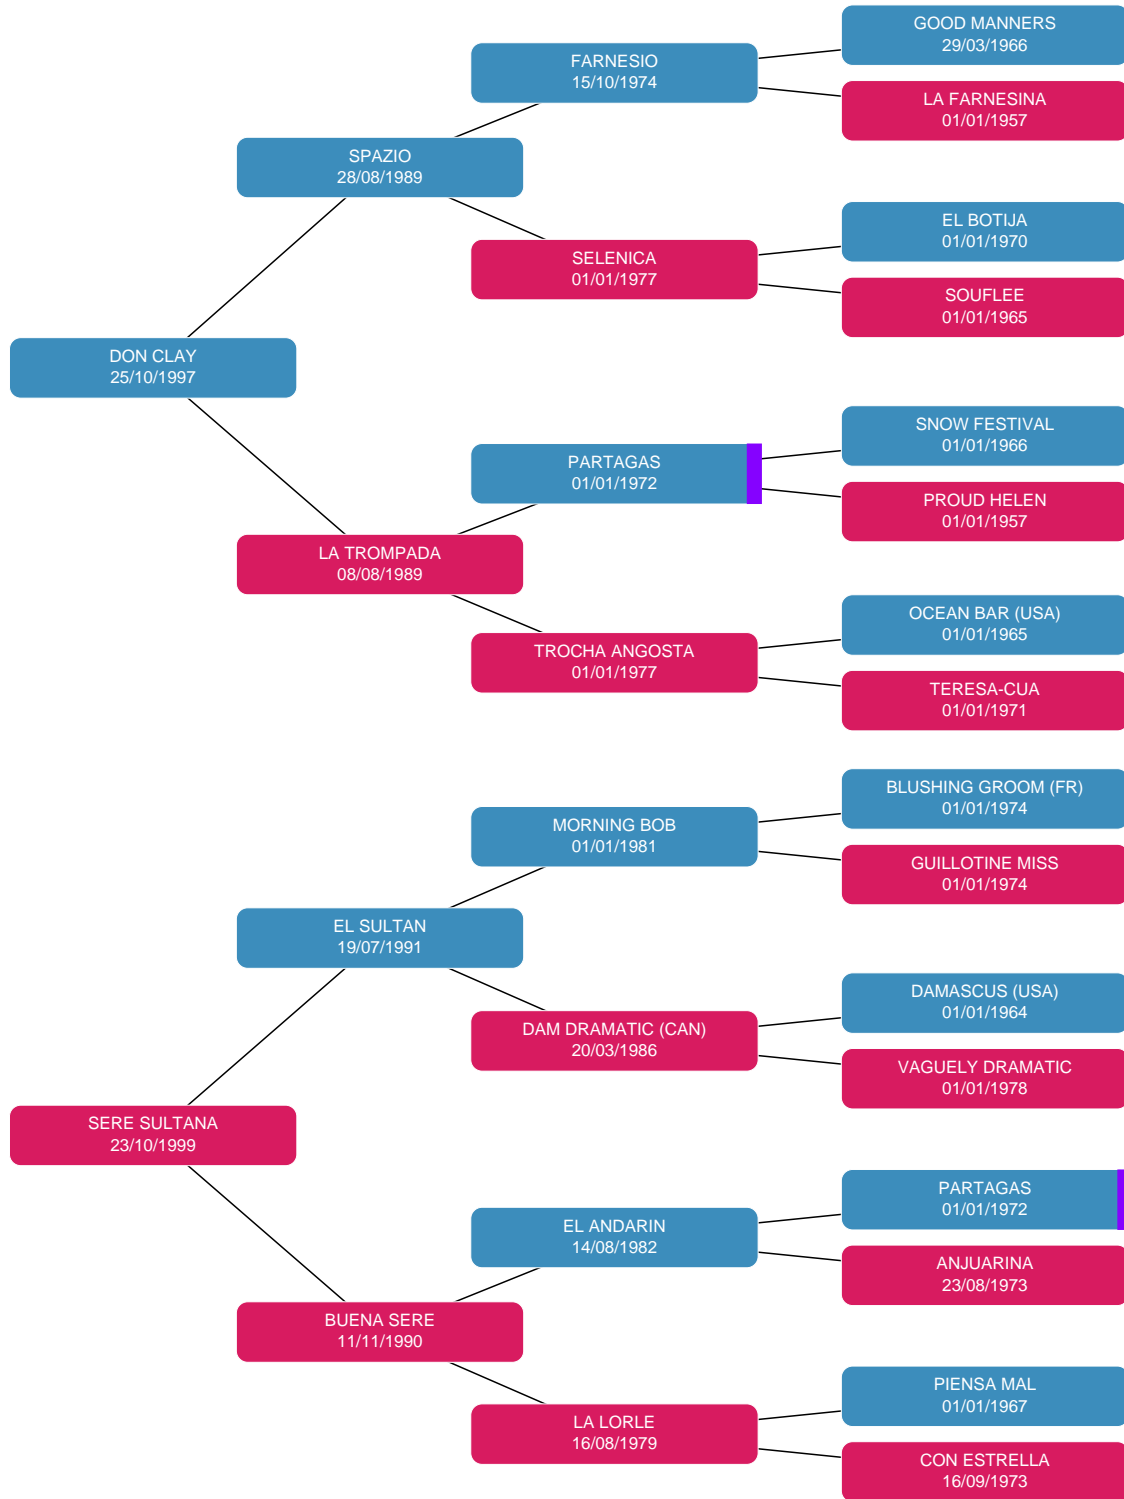 GOOD MANNERS
29/03/1966
FARNESIO
15/10/1974
LA FARNESINA
01/01/1957
SPAZIO
28/08/1989
EL BOTIJA
01/01/1970
SELENICA
01/01/1977
SOUFLEE
01/01/1965
DON CLAY
25/10/1997
SNOW FESTIVAL
01/01/1966
PARTAGAS
01/01/1972
PROUD HELEN
01/01/1957
LA TROMPADA
08/08/1989
OCEAN BAR (USA)
01/01/1965
TROCHA ANGOSTA
01/01/1977
TERESA-CUA
01/01/1971
BLUSHING GROOM (FR)
01/01/1974
MORNING BOB
01/01/1981
GUILLOTINE MISS
01/01/1974
EL SULTAN
19/07/1991
DAMASCUS (USA)
01/01/1964
DAM DRAMATIC (CAN)
20/03/1986
VAGUELY DRAMATIC
01/01/1978
SERE SULTANA
23/10/1999
PARTAGAS
01/01/1972
EL ANDARIN
14/08/1982
ANJUARINA
23/08/1973
BUENA SERE
11/11/1990
PIENSA MAL
01/01/1967
LA LORLE
16/08/1979
CON ESTRELLA
16/09/1973